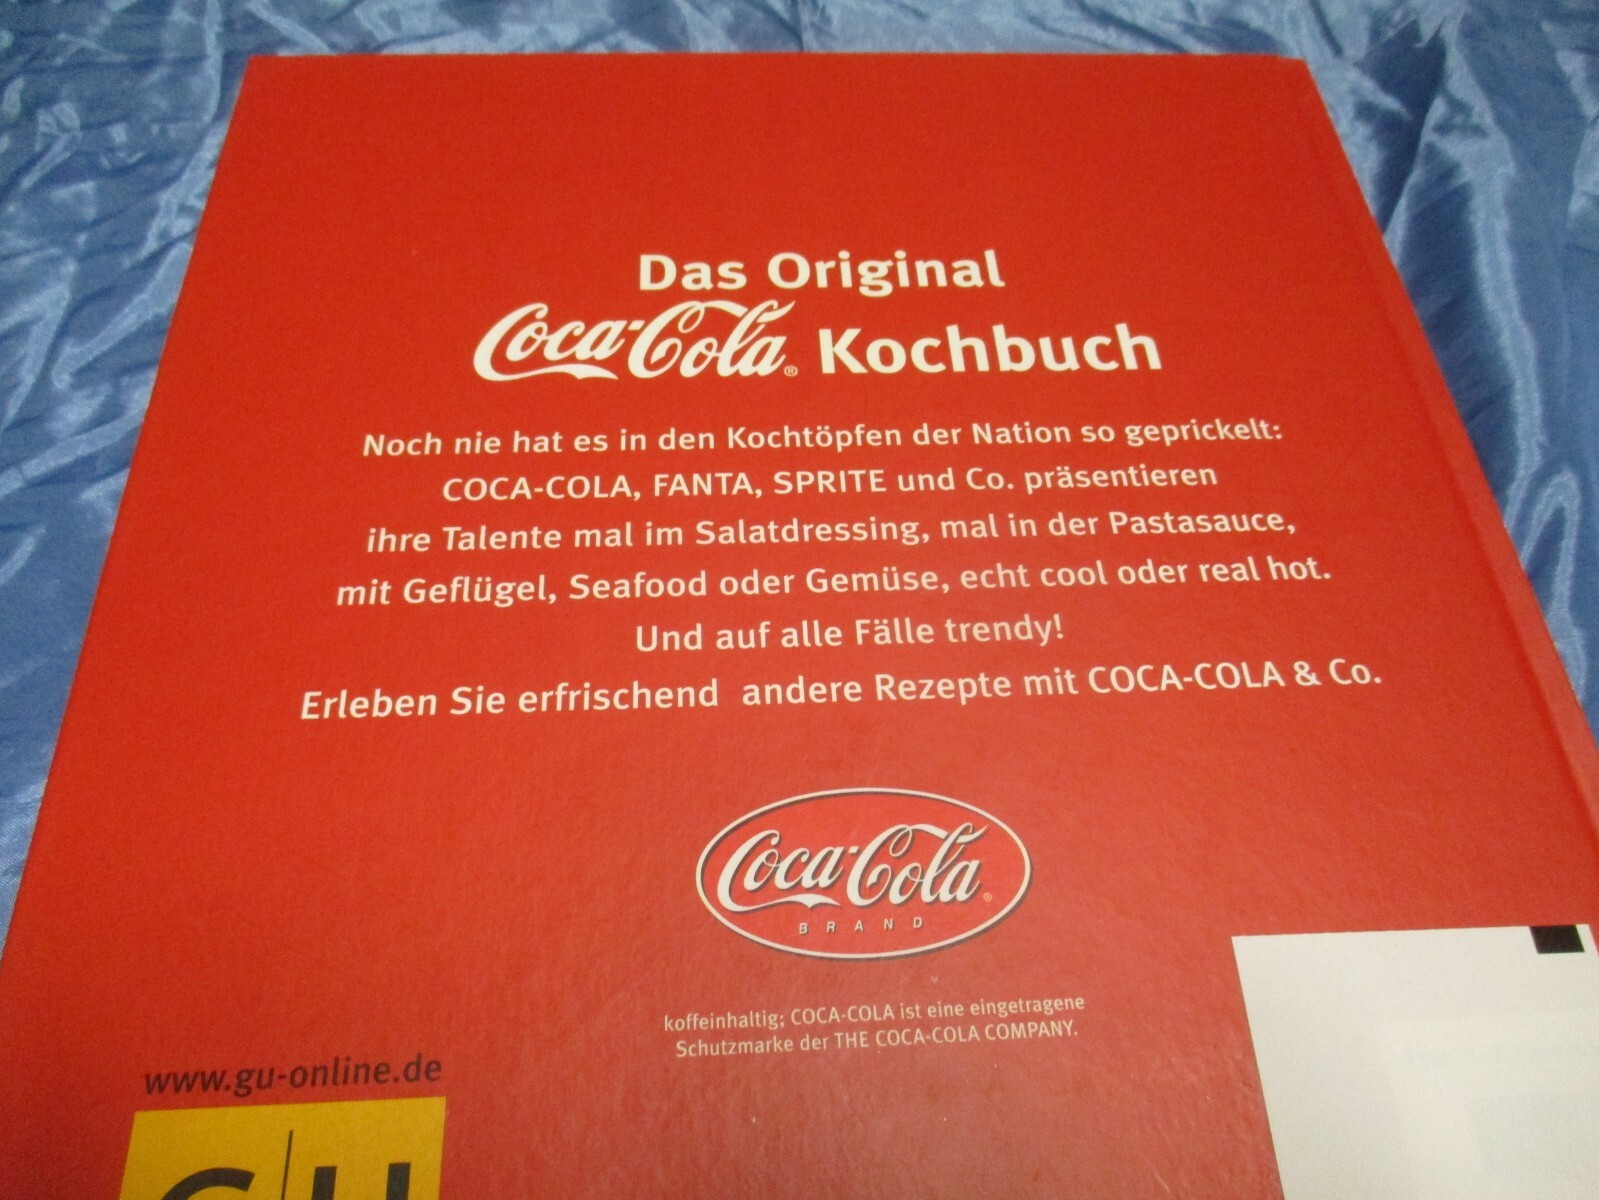 Das Original
Coca-Cola® Kochbuch
Noch nie hat es in den Kochtöpfen der Nation so geprickelt:
COCA-COLA, FANTA, SPRITE und Co. präsentieren
ihre Talente mal im Salatdressing, mal in der Pastasauce,
mit Geflügel, Seafood oder Gemüse, echt cool oder real hot.
Und auf alle Fälle trendy!
Erleben Sie erfrischend andere Rezepte mit COCA-COLA & Co.
Coca-Cola®
BRAND
koffeinhaltig; COCA-COLA ist eine eingetragene
Schutzmarke der THE COCA-COLA COMPANY.
www.gu-online.de
G|U